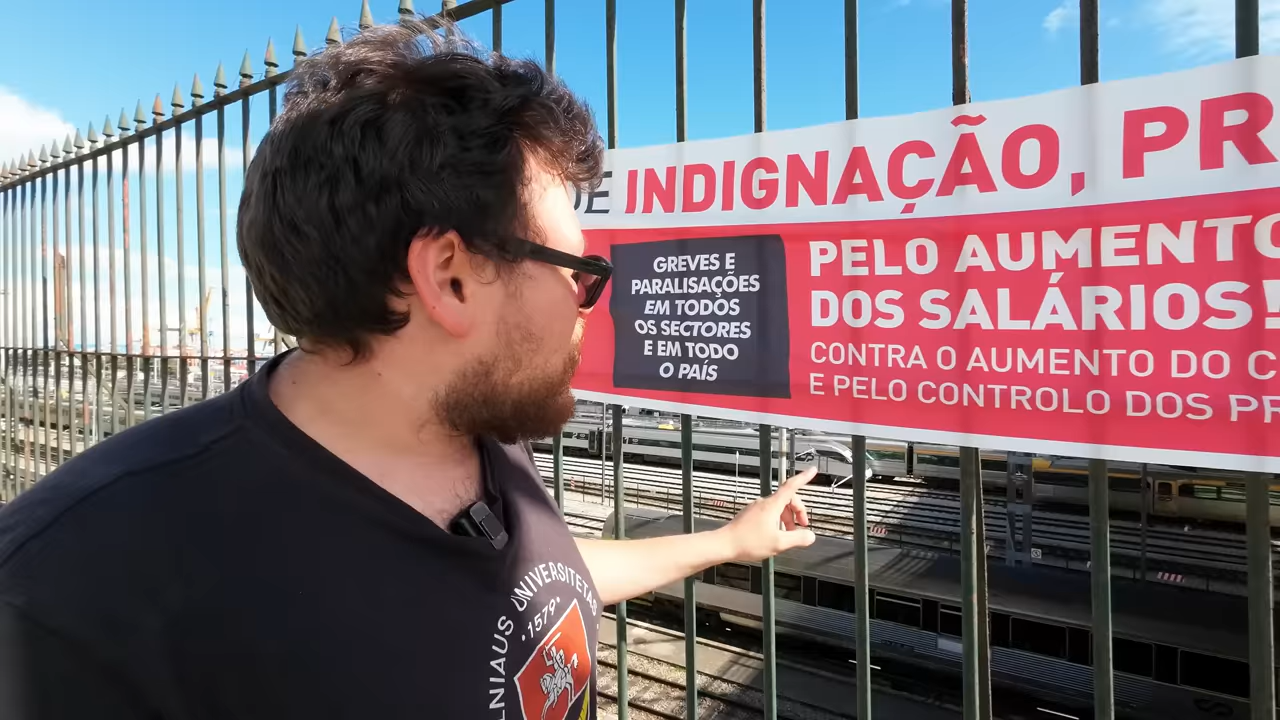 DE INDIGNAÇÃO, PR
GREVES E
PARALISAÇÕES
EM TODOS
OS SECTORES
E EM TODO
O PAÍS
PELO AUMENTO
DOS SALÁRIOS!
CONTRA O AUMENTO DO C
E PELO CONTROLO DOS PR
LNIAUS UNIVERSITETAS
• 1579 •